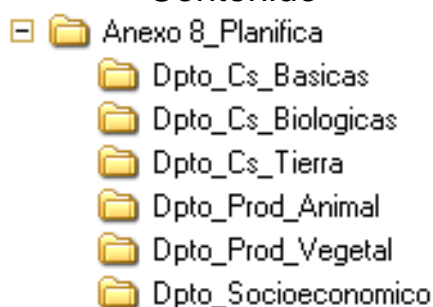 Contenido
Anexo 8_Planifica
Dpto_Cs_Basicas
Dpto_Cs_Biologicas
Dpto_Cs_Tierra
Dpto_Prod_Animal
Dpto_Prod_Vegetal
Dpto_Socioeconomico